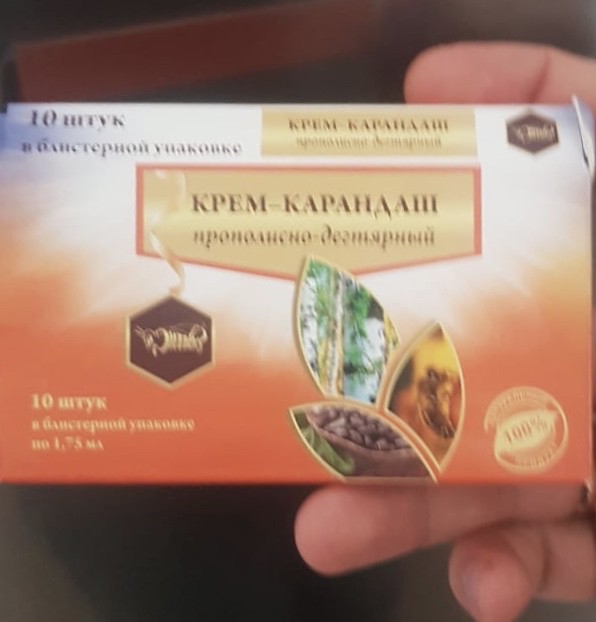 10 штук
в блистерной упаковке
КРЕМ-КАРАНДАШ
прополисно-дегтярный
КРЕМ-КАРАНДАШ
прополисно-дегтярный
10 штук
в блистерной упаковке
по 1,75 мл
100%